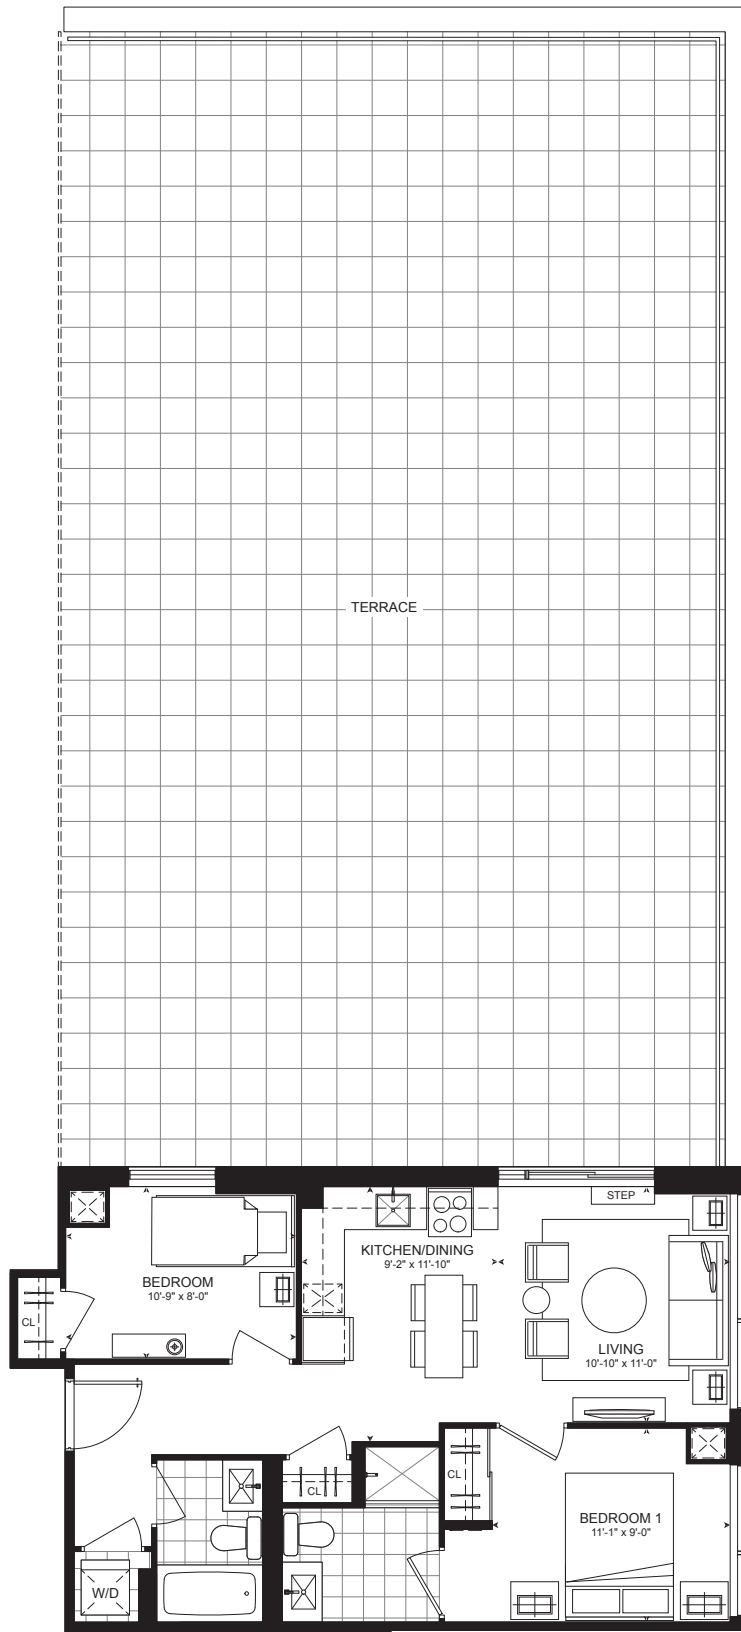 TERRACE
STEP
KITCHEN/DINING
9'-2" x 11'-10"
BEDROOM
10'-9" x 8'-0"
CL
LIVING
10'-10" x 11'-0"
CL
CL
BEDROOM 1
11'-1" x 9'-0"
W/D